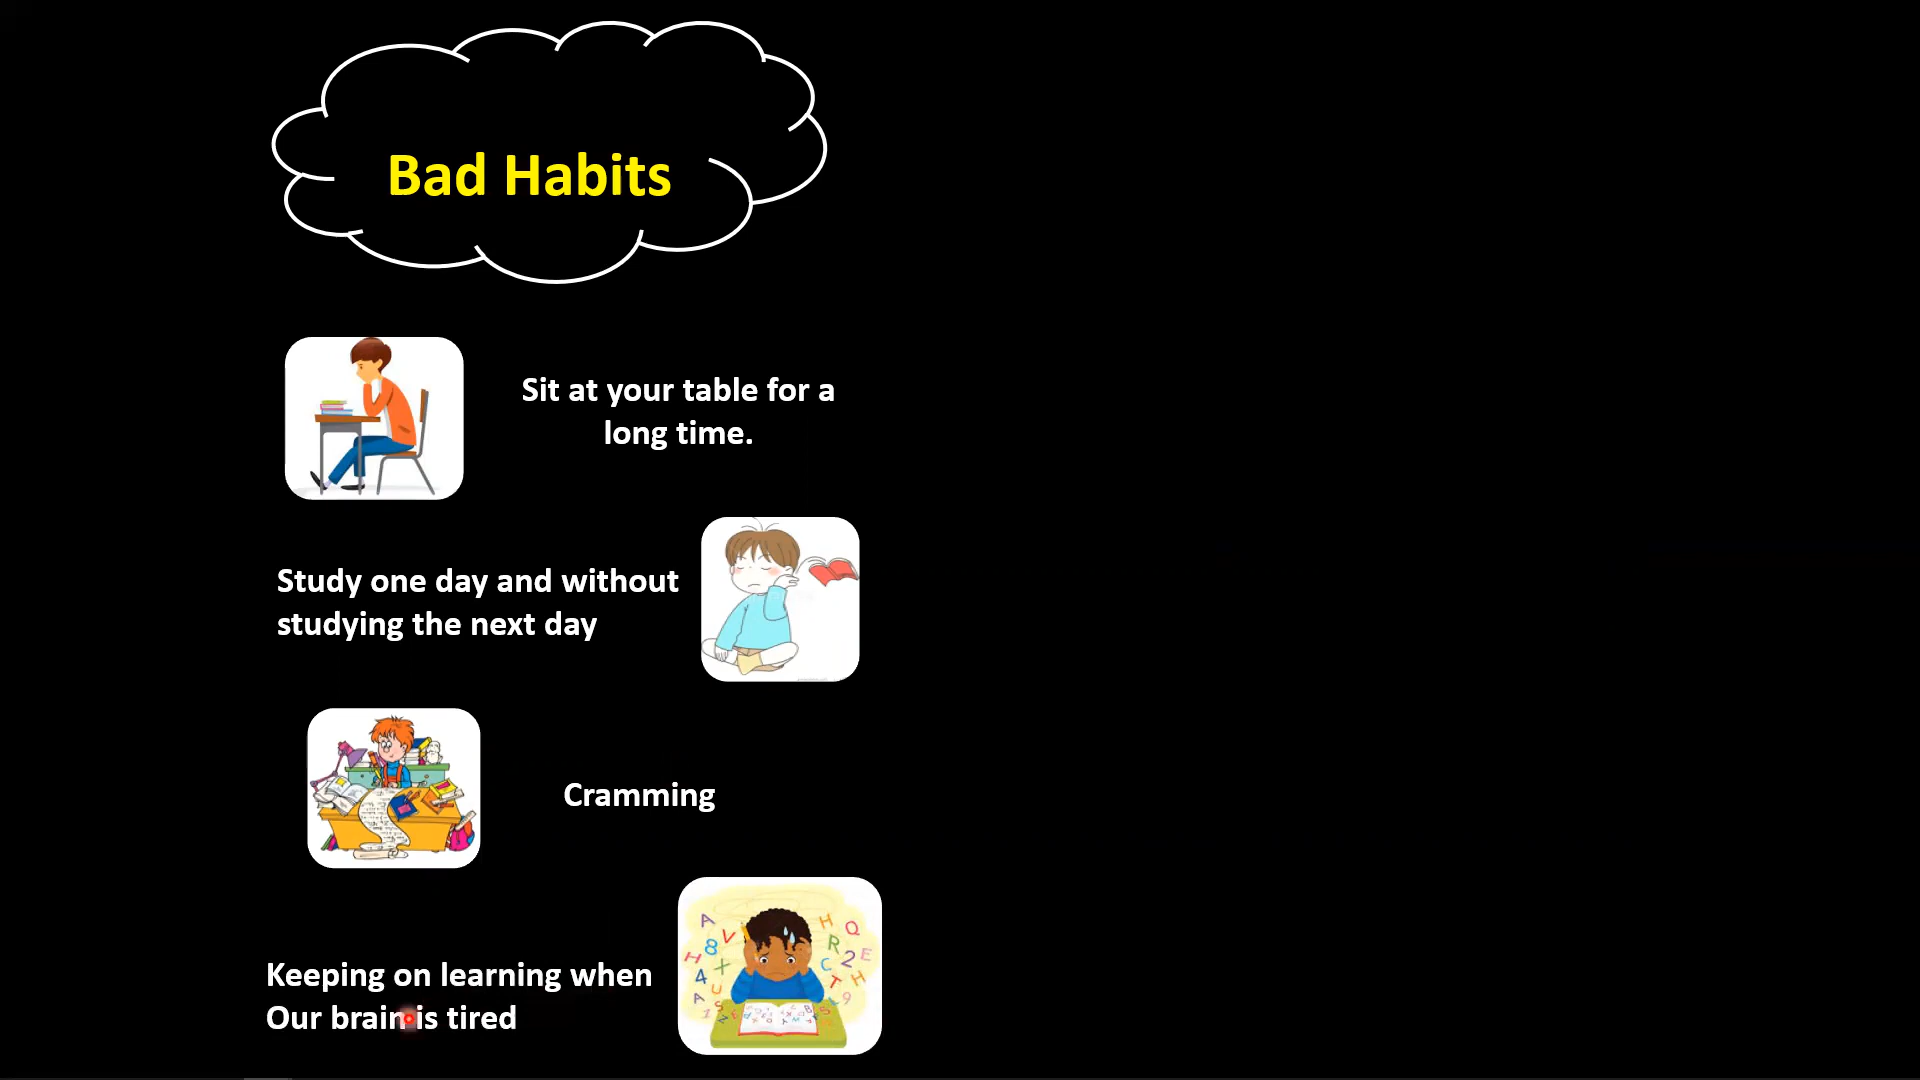 Bad Habits
Sit at your table for a
long time.
Study one day and without
studying the next day
Cramming
Keeping on learning when
Our brain is tired